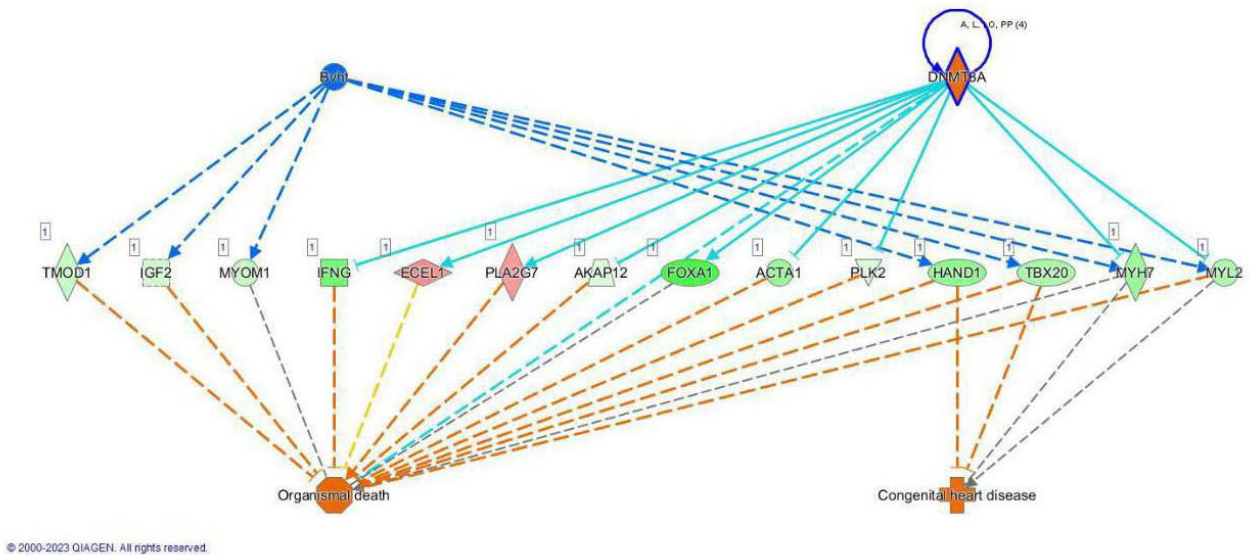 A, L, LO, PP (4)
Bvht
DNMT3A
1
1
1
1
1
1
1
1
1
1
1
1
1
1
TMOD1
IGF2
MYOM1
IFNG
ECEL1
PLA2G7
AKAP12
FOXA1
ACTA1
PLK2
HAND1
TBX20
MYH7
MYL2
Organismal death
Congenital heart disease
© 2000-2023 QIAGEN. All rights reserved.